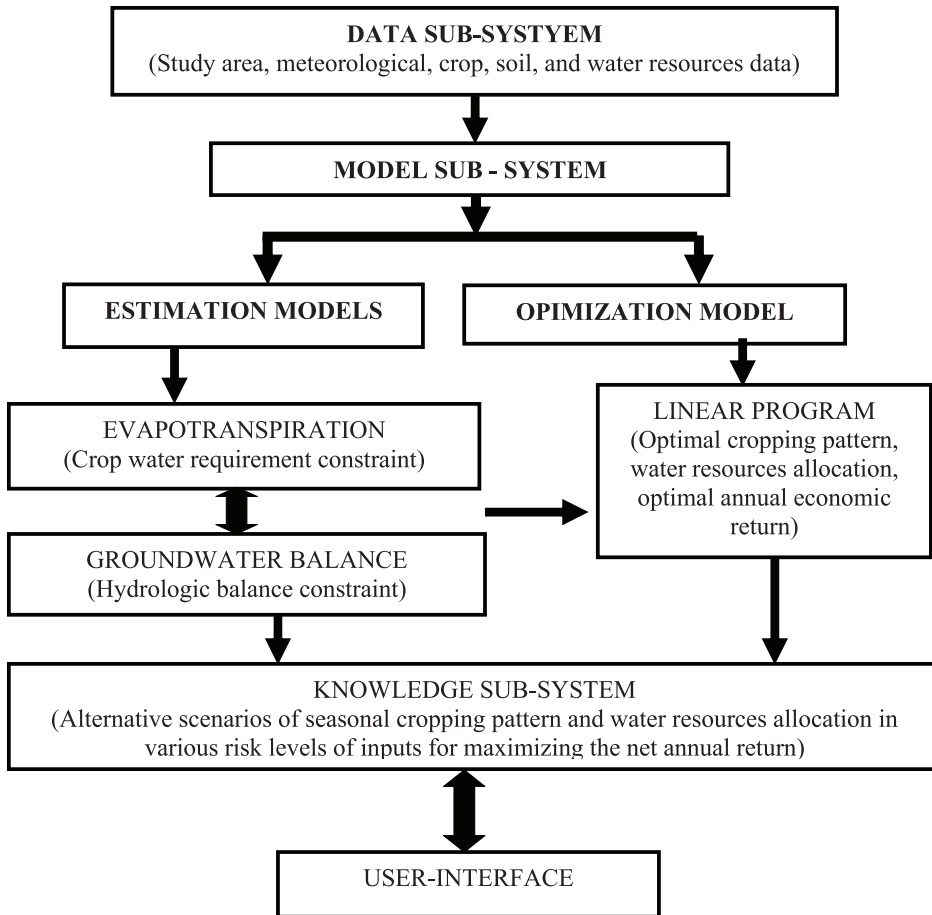 DATA SUB-SYSTYEM
(Study area, meteorological, crop, soil, and water resources data)
MODEL SUB - SYSTEM
ESTIMATION MODELS
OPIMIZATION MODEL
EVAPOTRANSPIRATION
(Crop water requirement constraint)
LINEAR PROGRAM
(Optimal cropping pattern,
water resources allocation,
optimal annual economic
return)
GROUNDWATER BALANCE
(Hydrologic balance constraint)
KNOWLEDGE SUB-SYSTEM
(Alternative scenarios of seasonal cropping pattern and water resources allocation in
various risk levels of inputs for maximizing the net annual return)
USER-INTERFACE